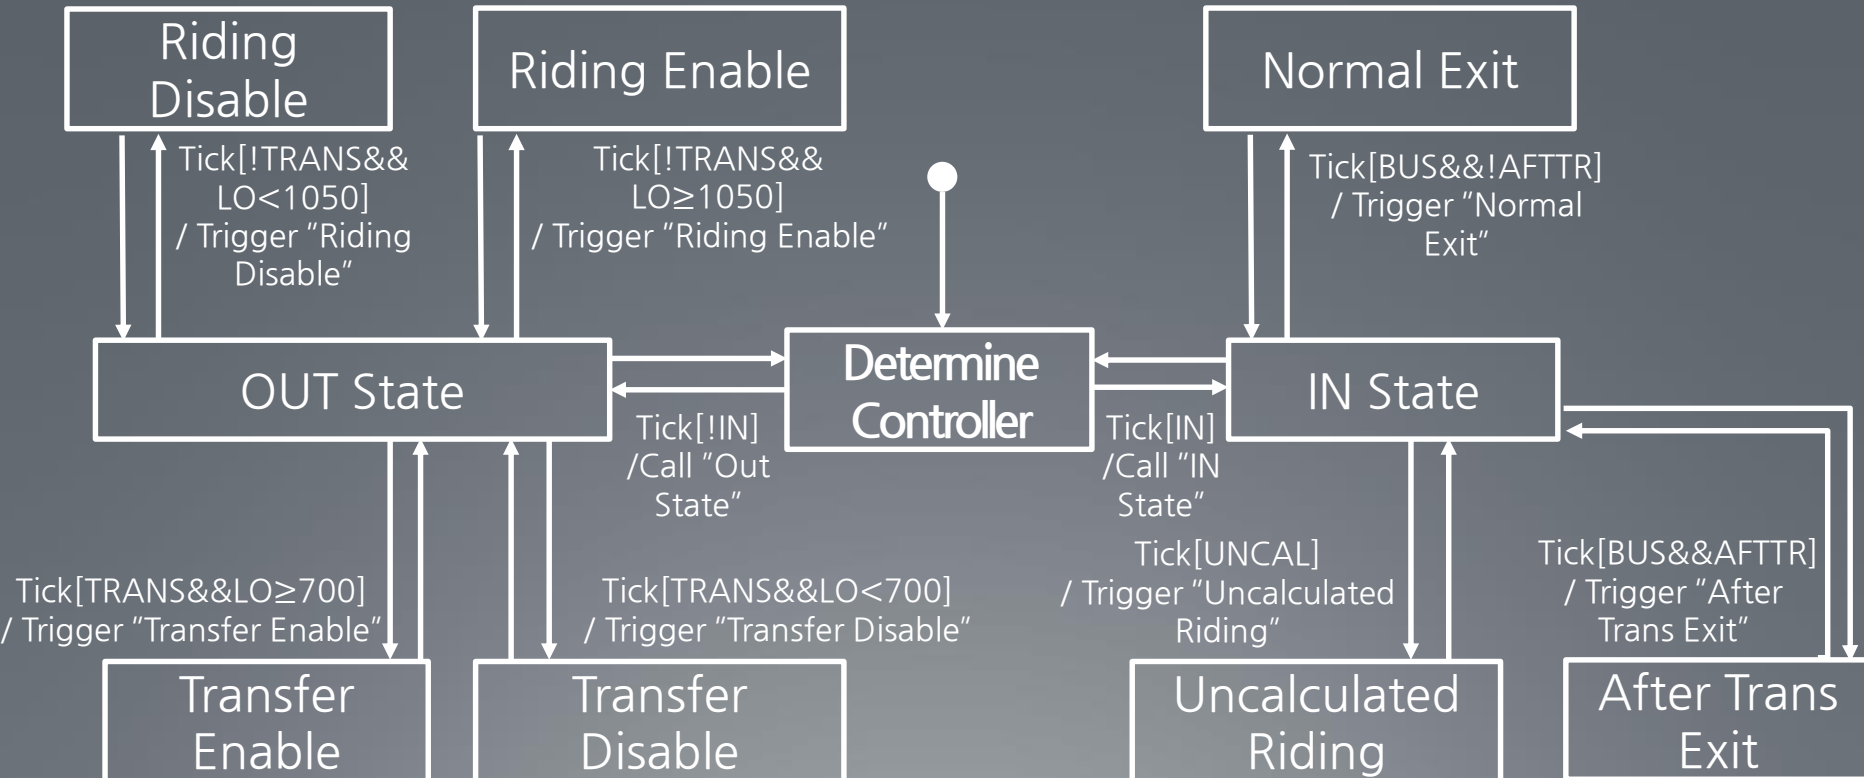 Riding
Disable
Riding Enable
Normal Exit
Tick[!TRANS&&
LO<1050]
/ Trigger “Riding
Disable”
Tick[!TRANS&&
LO≥1050]
/ Trigger “Riding Enable”
Tick[BUS&&!AFTTR]
/ Trigger “Normal
Exit”
OUT State
Determine
Controller
IN State
Tick[!IN]
/Call “Out
State”
Tick[IN]
/Call “IN
State”
Tick[TRANS&&LO≥700]
/ Trigger “Transfer Enable”
Tick[TRANS&&LO<700]
/ Trigger “Transfer Disable”
Tick[UNCAL]
/ Trigger “Uncalculated
Riding”
Tick[BUS&&AFTTR]
/ Trigger “After
Trans Exit”
Transfer
Enable
Transfer
Disable
Uncalculated
Riding
After Trans
Exit